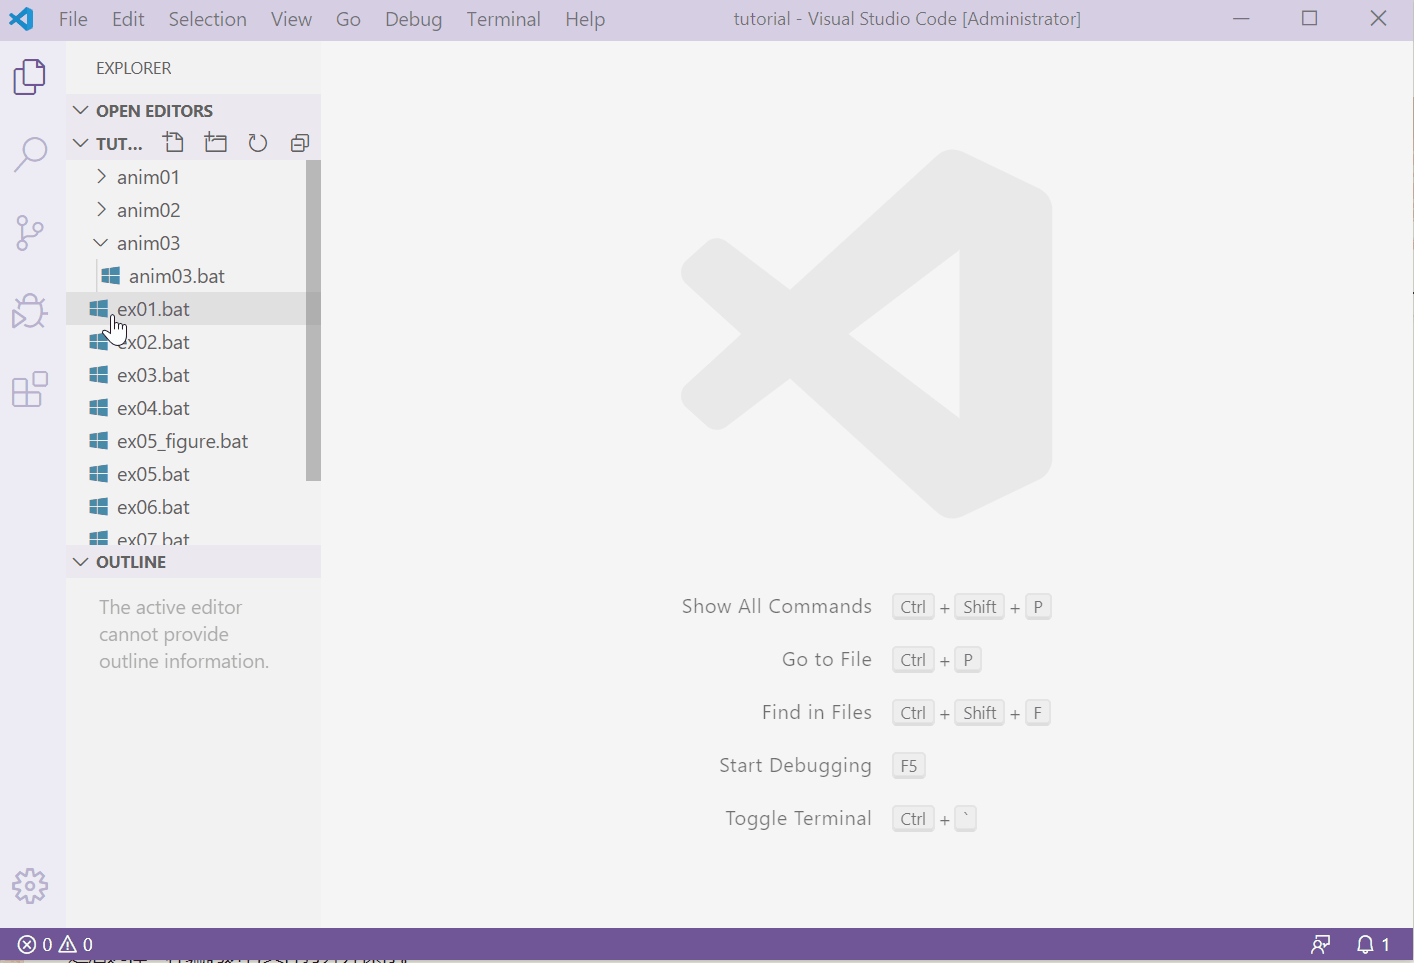 File Edit Selection View Go Debug Terminal Help tutorial - Visual Studio Code [Administrator]
EXPLORER
OPEN EDITORS
TUT...
anim01
anim02
anim03
anim03.bat
ex01.bat
ex02.bat
ex03.bat
ex04.bat
ex05_figure.bat
ex05.bat
ex06.bat
ex07.bat
OUTLINE
The active editor
cannot provide
outline information.
Show All Commands Ctrl + Shift + P
Go to File Ctrl + P
Find in Files Ctrl + Shift + F
Start Debugging F5
Toggle Terminal Ctrl + `
0 0 1